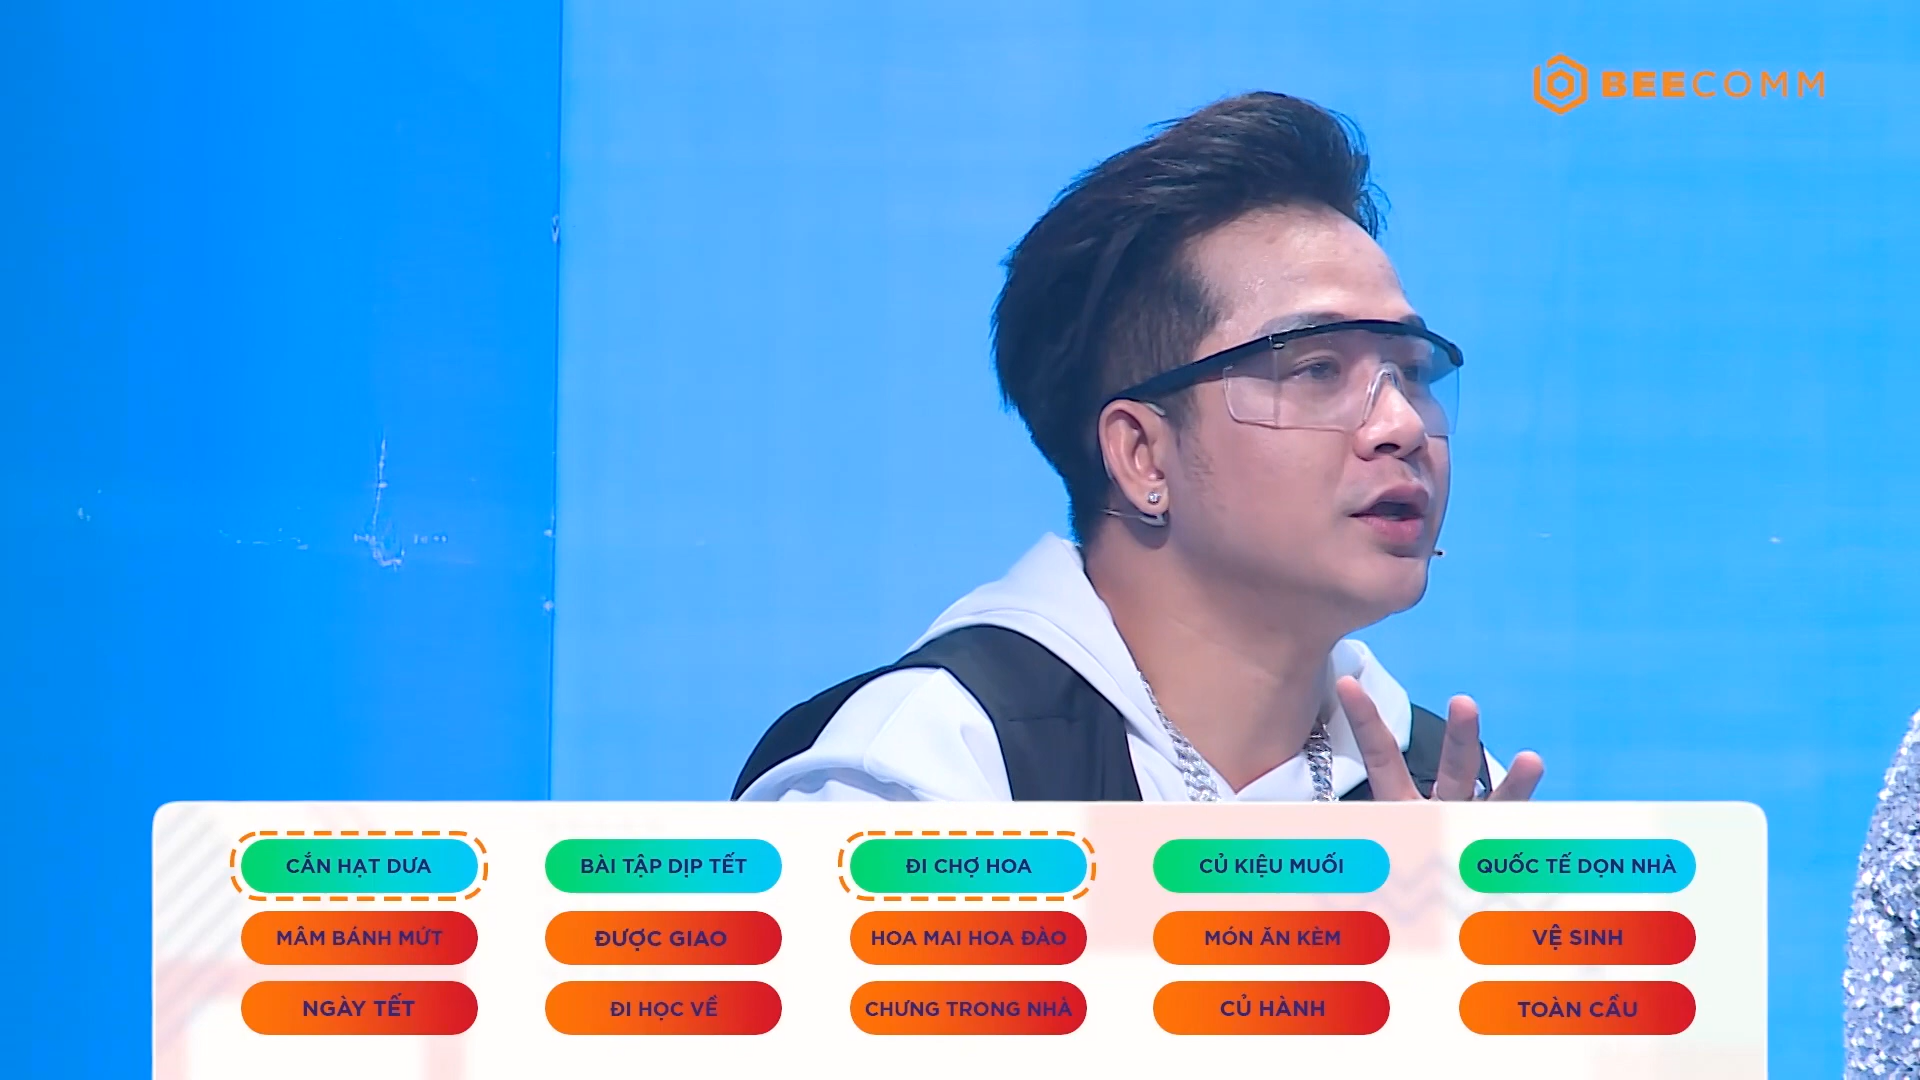 BEECOMM
CẮN HẠT DƯA
BÀI TẬP DỊP TẾT
ĐI CHỢ HOA
CỦ KIỆU MUỐI
QUỐC TẾ DỌN NHÀ
MÂM BÁNH MỨT
ĐƯỢC GIAO
HOA MAI HOA ĐÀO
MÓN ĂN KÈM
VỆ SINH
NGÀY TẾT
ĐI HỌC VỀ
CHƯNG TRONG NHÀ
CỦ HÀNH
TOÀN CẦU